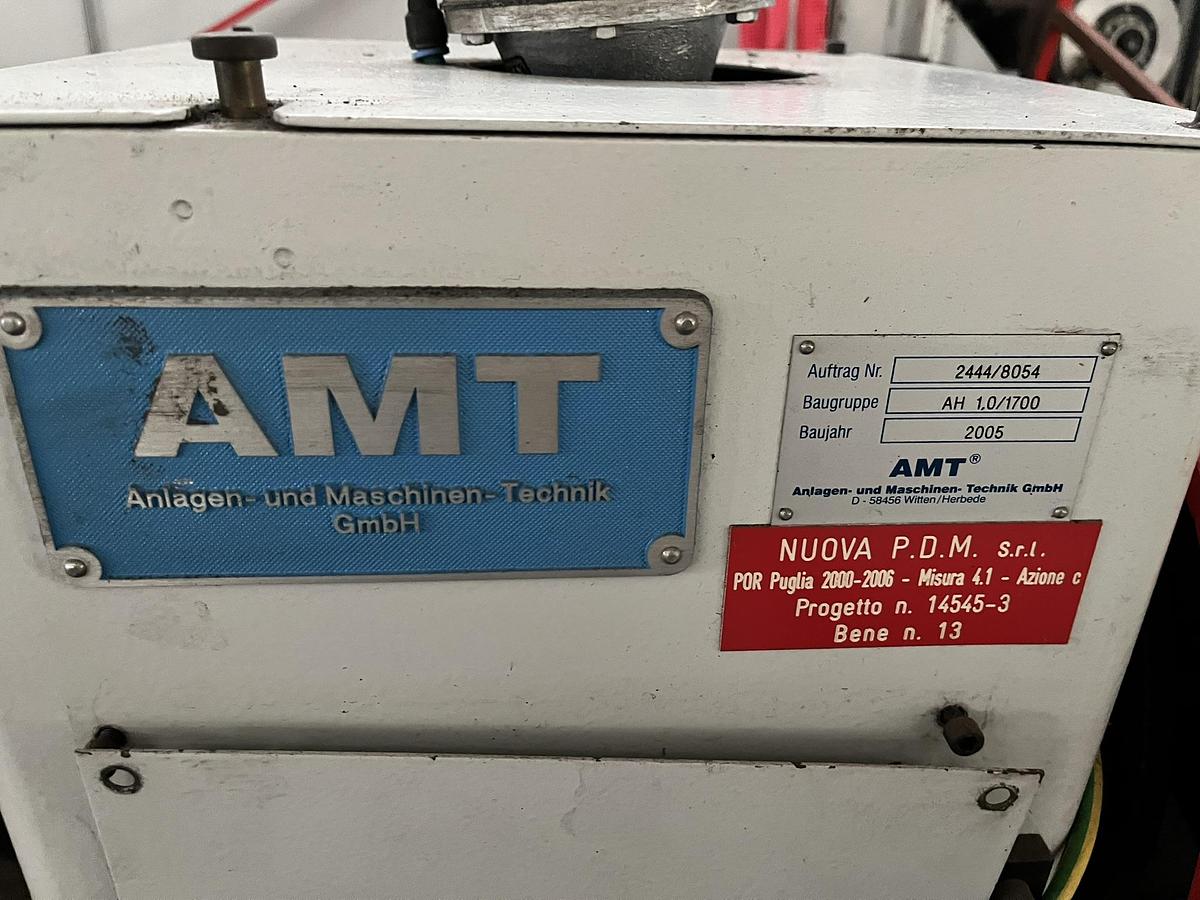 AMT
Anlagen- und Maschinen-Technik
GmbH
Auftrag Nr. 2444/8054
Baugruppe AH 1.0/1700
Baujahr 2005
AMT®
Anlagen- und Maschinen- Technik GmbH
D - 58456 Witten/Herbede
NUOVA P.D.M. S.r.l.
POR Puglia 2000-2006 - Misura 4.1 - Azione c
Progetto n. 14545-3
Bene n. 13